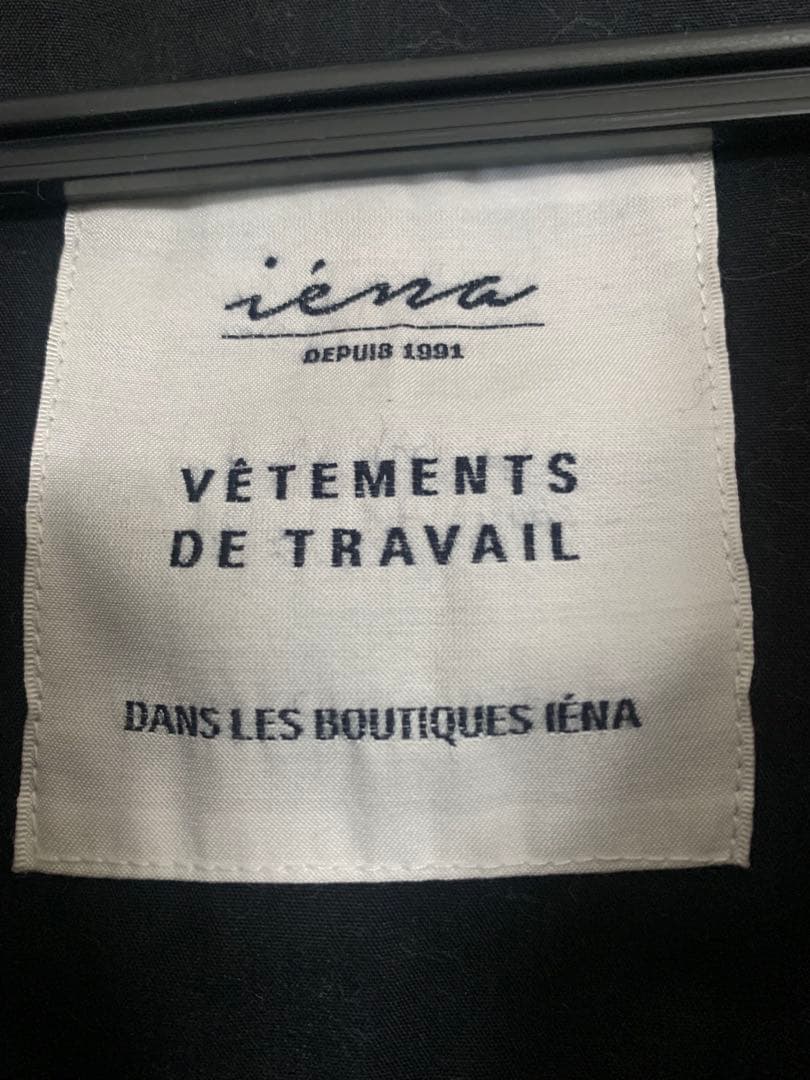 iéna
DEPUIS 1991
VÊTEMENTS
DE TRAVAIL
DANS LES BOUTIQUES IÉNA